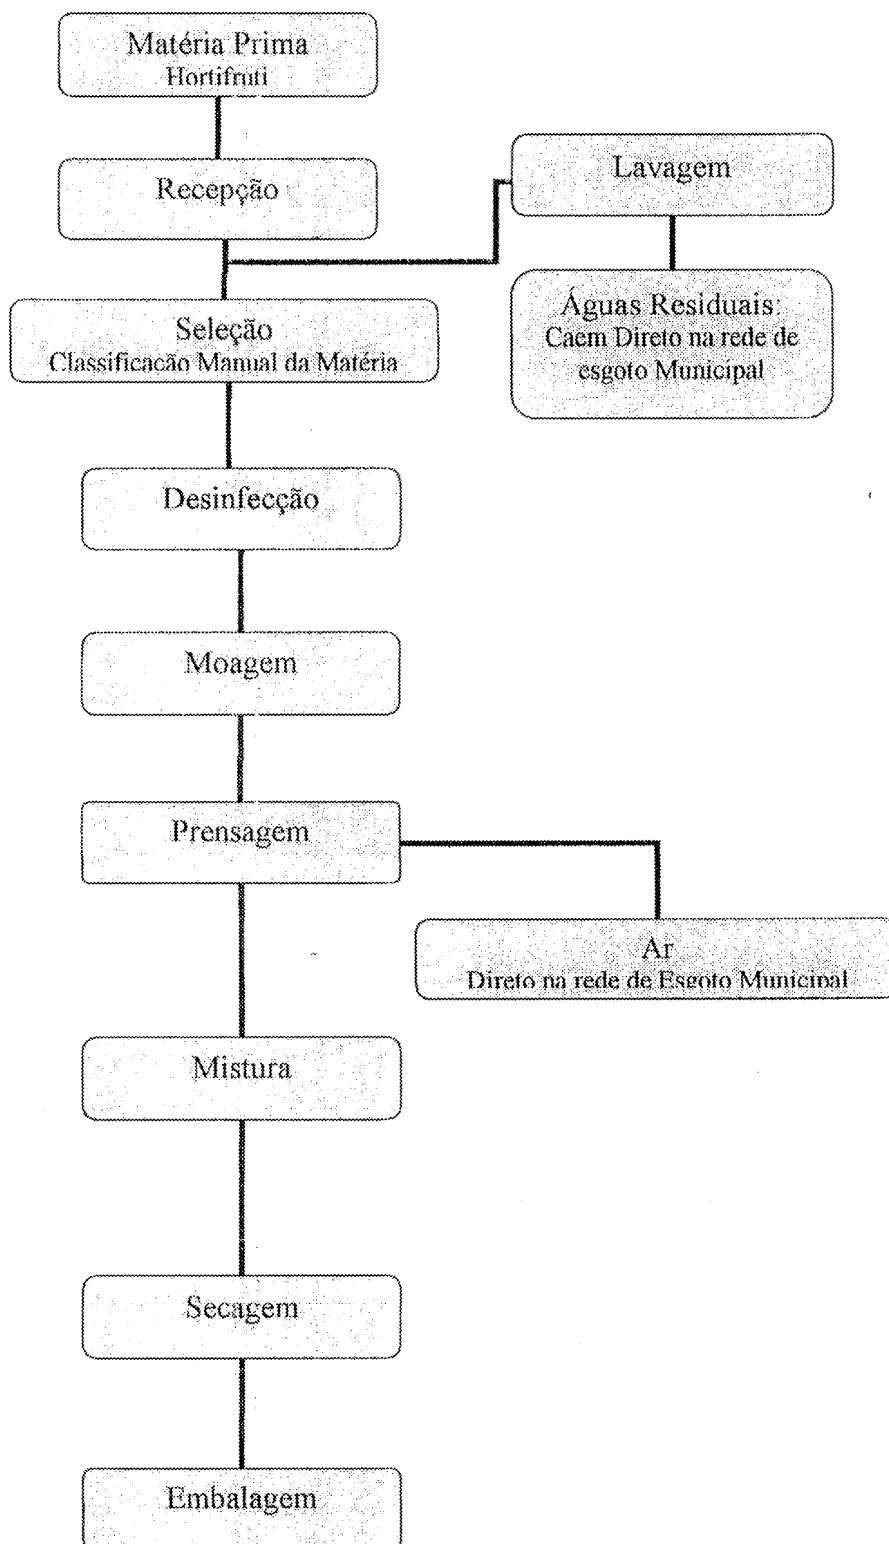 Matéria Prima
Hortifruti
Recepção
Lavagem
Águas Residuais:
Caem Direto na rede de
esgoto Municipal
Seleção
Classificacão Manual da Matéria
Desinfecção
Moagem
Prensagem
Ar
Direto na rede de Esgoto Municipal
Mistura
Secagem
Embalagem